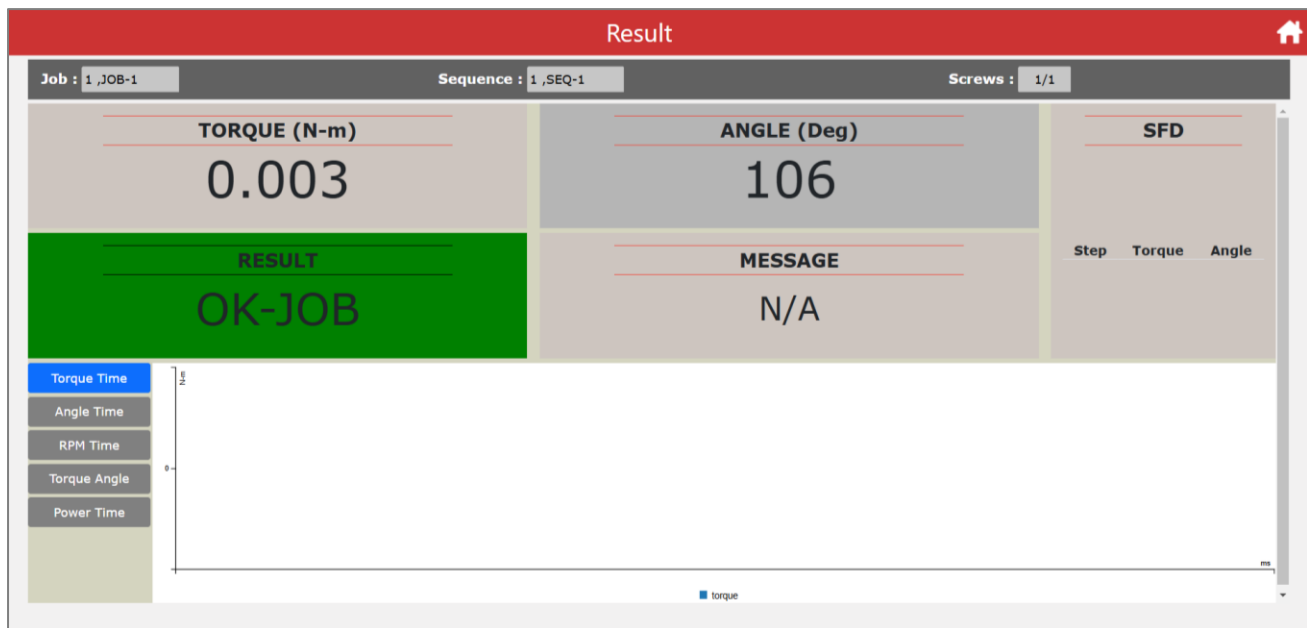 Result
Job : 1 ,JOB-1 Sequence : 1 ,SEQ-1 Screws : 1/1
TORQUE (N-m)
0.003
ANGLE (Deg)
106
SFD
RESULT
OK-JOB
MESSAGE
N/A
Step Torque Angle
Torque Time
Angle Time
RPM Time
Torque Angle
Power Time
N-m
0
ms
torque